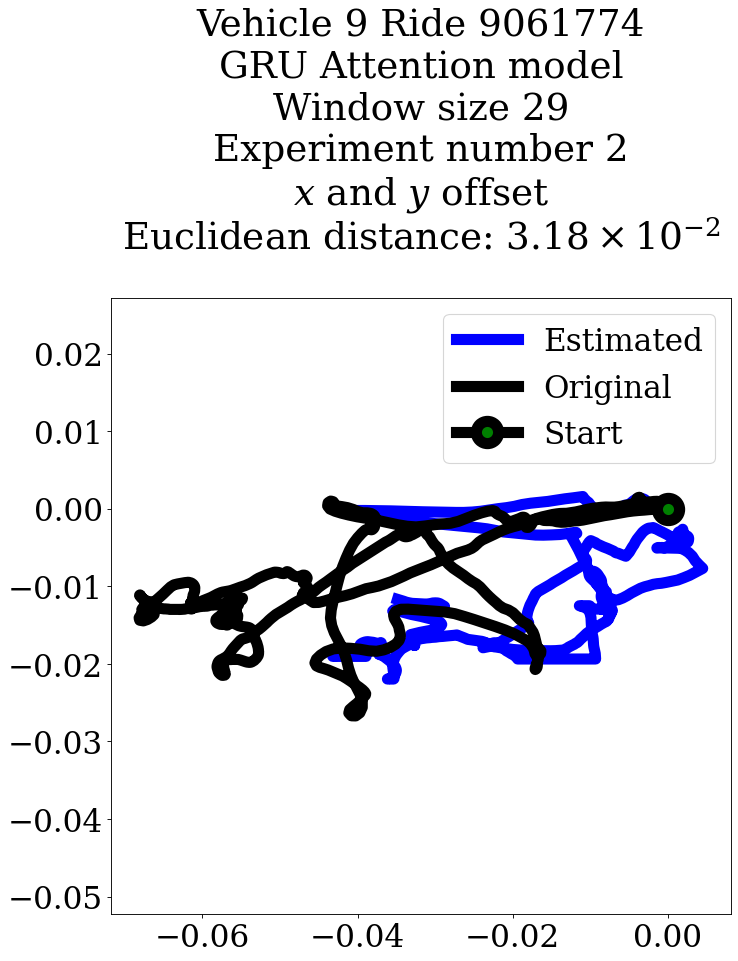 Vehicle 9 Ride 9061774
GRU Attention model
Window size 29
Experiment number 2
x and y offset
Euclidean distance: 3.18 × 10⁻²
Estimated
Original
Start
0.02
0.01
0.00
−0.01
−0.02
−0.03
−0.04
−0.05
−0.06
−0.04
−0.02
0.00